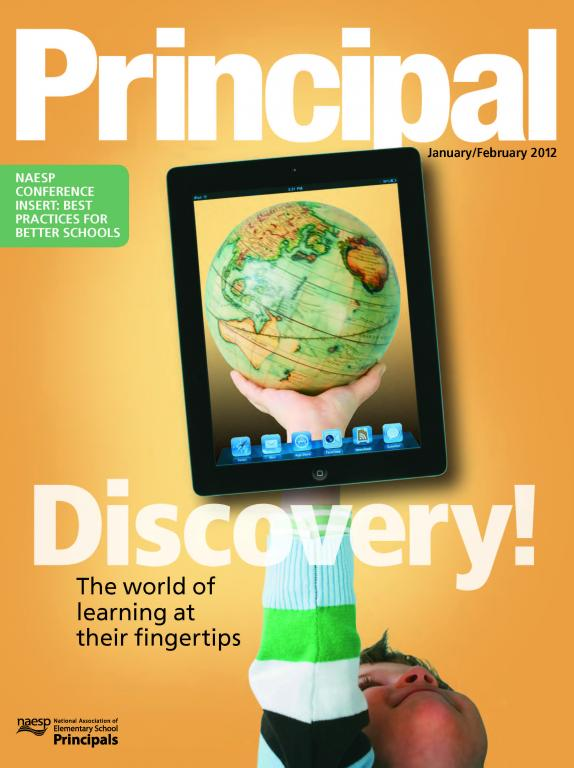 Principal
January/February 2012
NAESP
CONFERENCE
INSERT: BEST
PRACTICES FOR
BETTER SCHOOLS
Discovery!
The world of
learning at
their fingertips
naesp
National Association of
Elementary School
Principals